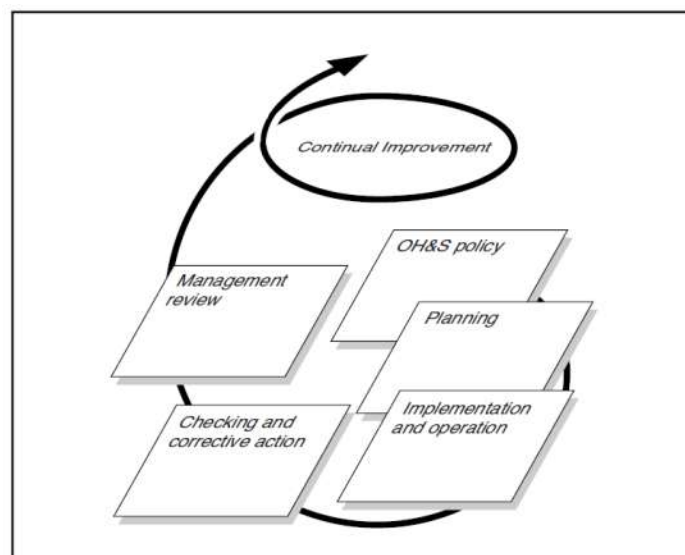 Continual Improvement
OH&S policy
Management
review
Planning
Implementation
and operation
Checking and
corrective action